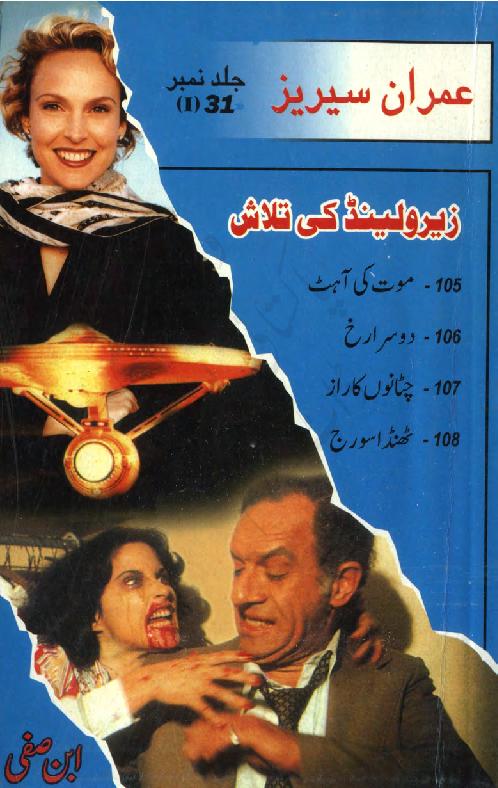 عمران سیریز
جلد نمبر
31 (I)
زیرولینڈ کی تلاش
105 - موت کی آہٹ
106 - دوسرا رخ
107 - چٹانوں کا راز
108 - ٹھنڈا سورج
ابن صفی